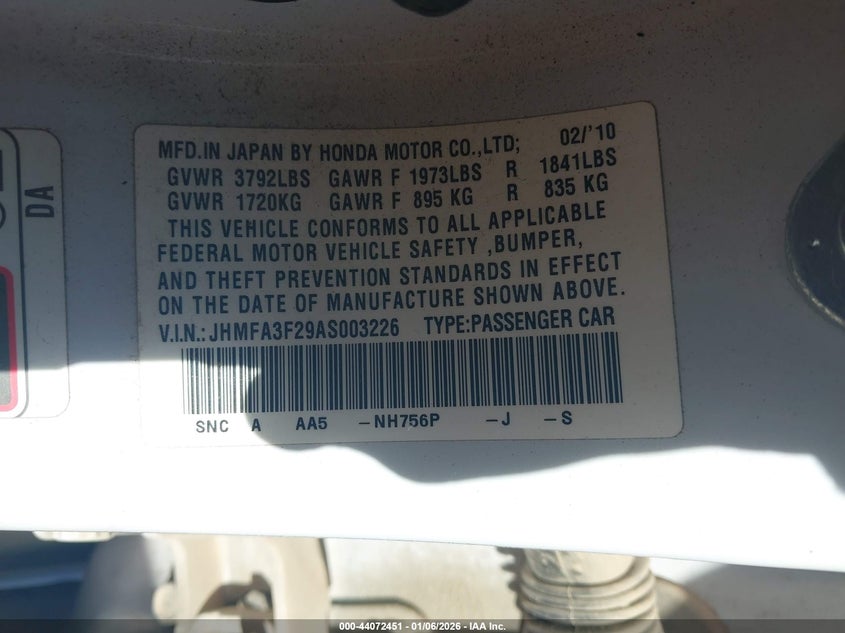 DA
MFD.IN JAPAN BY HONDA MOTOR CO.,LTD; 02/'10
GVWR 3792LBS GAWR F 1973LBS R 1841LBS
GVWR 1720KG GAWR F 895 KG R 835 KG
THIS VEHICLE CONFORMS TO ALL APPLICABLE
FEDERAL MOTOR VEHICLE SAFETY ,BUMPER,
AND THEFT PREVENTION STANDARDS IN EFFECT
ON THE DATE OF MANUFACTURE SHOWN ABOVE.
V.I.N.:JHMFA3F29AS003226 TYPE:PASSENGER CAR
SNC A AA5 -NH756P -J -S
000-44072451 - 01/06/2026 - IAA Inc.